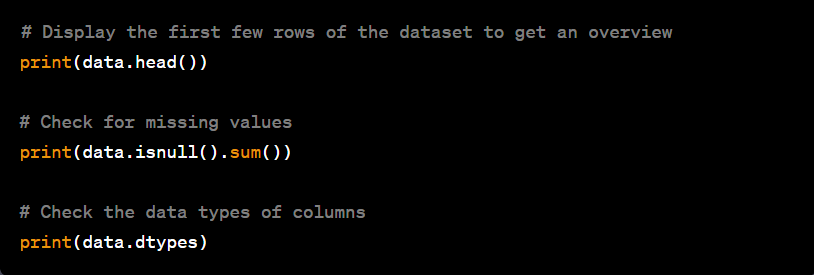 # Display the first few rows of the dataset to get an overview
print(data.head())
# Check for missing values
print(data.isnull().sum())
# Check the data types of columns
print(data.dtypes)